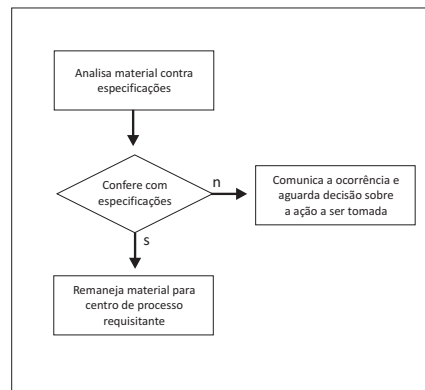 Analisa material contra
especificações
Confere com
especificações
n
Comunica a ocorrência e
aguarda decisão sobre
a ação a ser tomada
s
Remaneja material para
centro de processo
requisitante